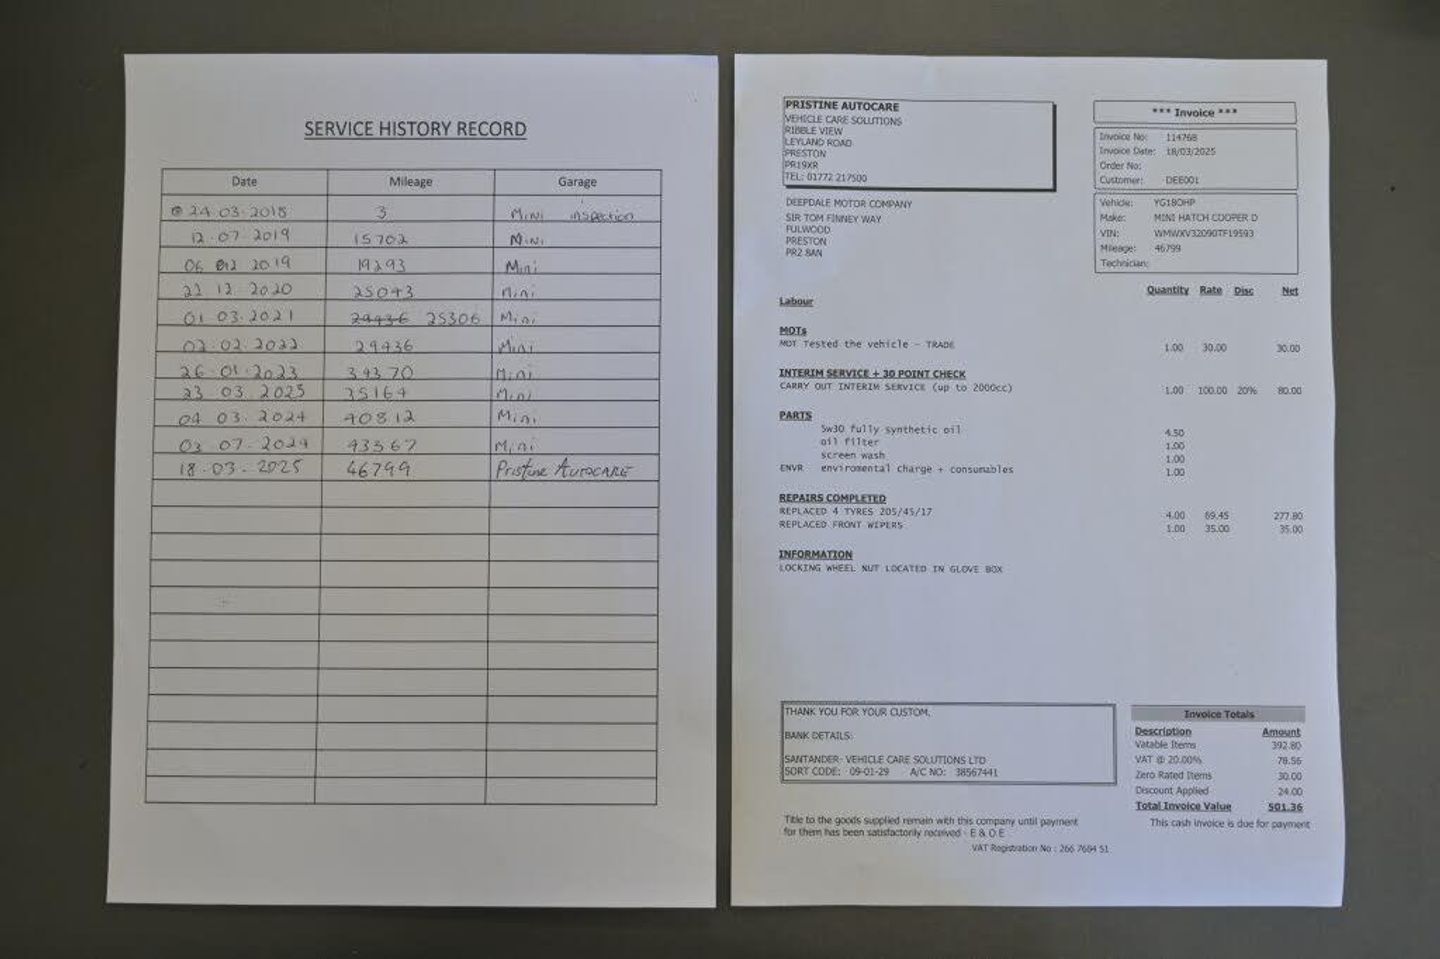 SERVICE HISTORY RECORD
Date Mileage Garage
24 03.2018 3 Mini inspection
12.07.2019 15702 Mini
06 2019 19293 Mini
12 2020 25043 Mini
01 03.2021 29436 25306 Mini
02.02.2022 29436 Mini
26.01.2023 34370 Mini
23 03.2025 35164 Mini
04 03.2024 40812 Mini
03.07.2024 43567 Mini
18.03.2025 46799 Pristine AUTOCARE
PRISTINE AUTOCARE
VEHICLE CARE SOLUTIONS
RIBBLE VIEW
LEYLAND ROAD
PRESTON
PR19XR
TEL: 01772 217500
*** Invoice ***
Invoice No: 114768
Invoice Date: 18/03/2025
Order No:
Customer: DEE001
DEEPDALE MOTOR COMPANY
SIR TOM FINNEY WAY
FULWOOD
PRESTON
PR2 8AN
Vehicle: YG18OHP
Make: MINI HATCH COOPER D
VIN: WMWXV32090TF19593
Mileage: 46799
Technician:
Quantity Rate Disc Net
Labour
MOTs
MOT Tested the vehicle - TRADE 1.00 30.00 30.00
INTERIM SERVICE + 30 POINT CHECK
CARRY OUT INTERIM SERVICE (up to 2000cc) 1.00 100.00 20% 80.00
PARTS
5w30 fully synthetic oil 4.50
oil filter 1.00
screen wash 1.00
ENVR enviromental charge + consumables 1.00
REPAIRS COMPLETED
REPLACED 4 TYRES 205/45/17 4.00 69.45 277.80
REPLACED FRONT WIPERS 1.00 35.00 35.00
INFORMATION
LOCKING WHEEL NUT LOCATED IN GLOVE BOX
THANK YOU FOR YOUR CUSTOM.
BANK DETAILS:
SANTANDER- VEHICLE CARE SOLUTIONS LTD
SORT CODE: 09-01-29 A/C NO: 38567441
Invoice Totals
Description Amount
Vatable Items 392.80
VAT @ 20.00% 78.56
Zero Rated Items 30.00
Discount Applied 24.00
Total Invoice Value 501.36
This cash invoice is due for payment
Title to the goods supplied remain with this company until payment
for them has been satisfactorily received - E & O E
VAT Registration No : 266 7684 51